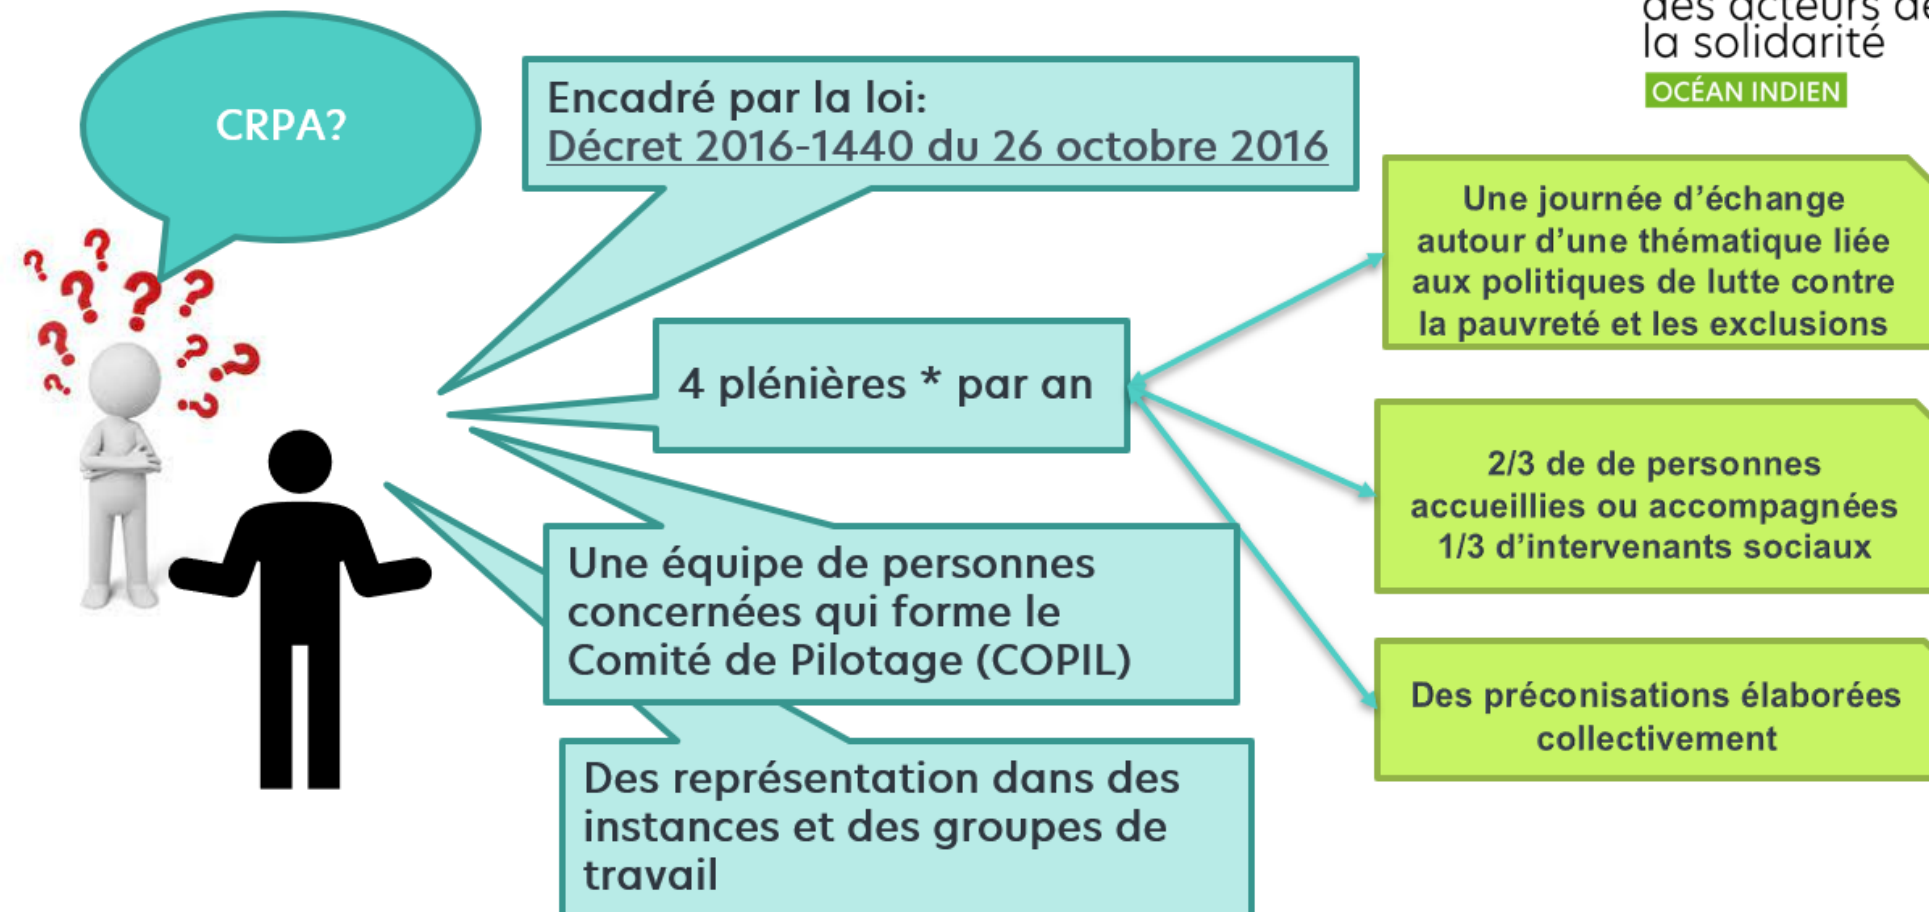 des acteurs de
la solidarité
OCÉAN INDIEN
CRPA?
Encadré par la loi:
Décret 2016-1440 du 26 octobre 2016
4 plénières * par an
Une équipe de personnes
concernées qui forme le
Comité de Pilotage (COPIL)
Des représentation dans des
instances et des groupes de
travail
Une journée d’échange
autour d’une thématique liée
aux politiques de lutte contre
la pauvreté et les exclusions
2/3 de de personnes
accueillies ou accompagnées
1/3 d’intervenants sociaux
Des préconisations élaborées
collectivement